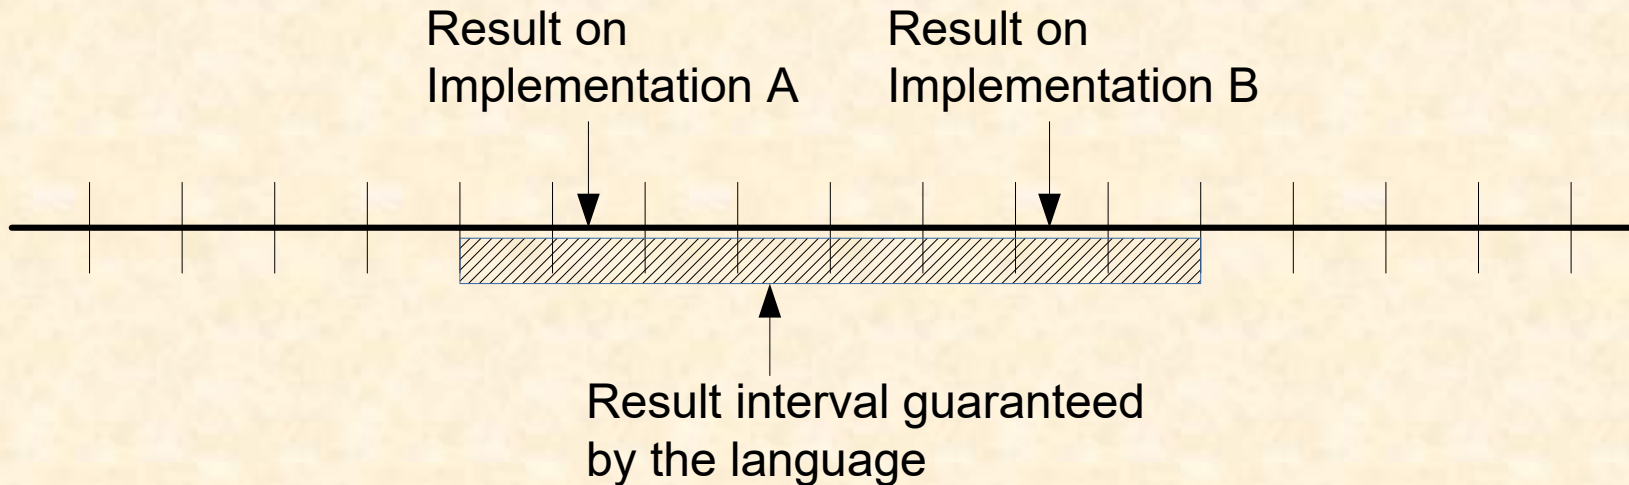 Result on
Implementation A
Result on
Implementation B
Result interval guaranteed
by the language